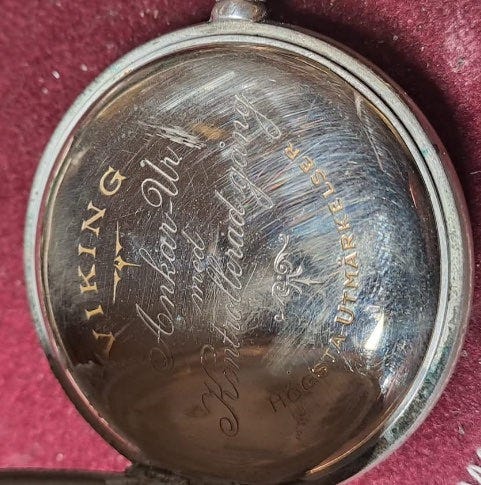 VIKING
Ankar-Ur
med
Kontrollerad gång
HÖGSTA UTMÄRKELSER